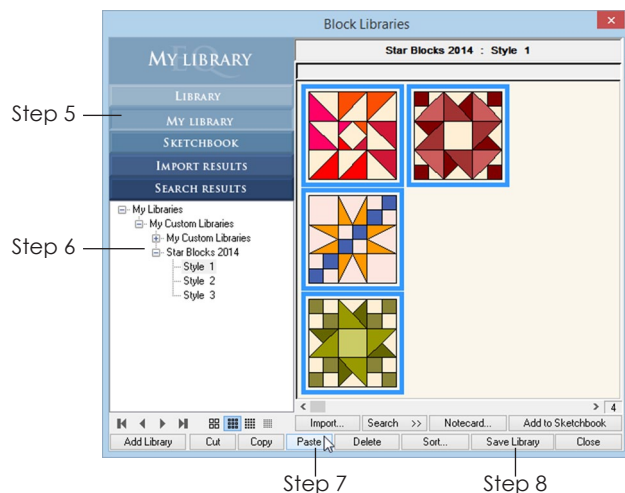 Block Libraries
×
MY LIBRARY
EQ
Star Blocks 2014 : Style 1
LIBRARY
Step 5
MY LIBRARY
SKETCHBOOK
IMPORT RESULTS
SEARCH RESULTS
My Libraries
My Custom Libraries
My Custom Libraries
Step 6
Star Blocks 2014
Style 1
Style 2
Style 3
4
Import... Search >> Notecard... Add to Sketchbook
Add Library Cut Copy Paste Delete Sort... Save Library Close
Step 7 Step 8